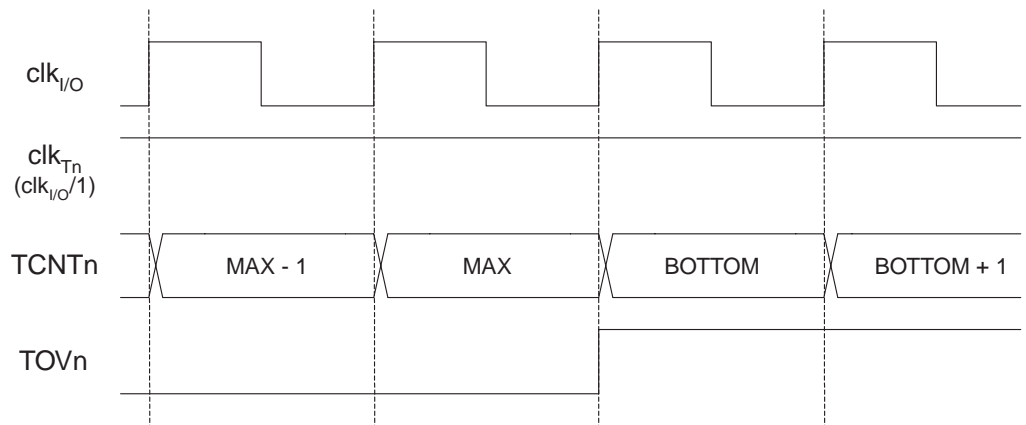 clkI/O
clkTn
(clkI/O/1)
TCNTn
MAX - 1
MAX
BOTTOM
BOTTOM + 1
TOVn